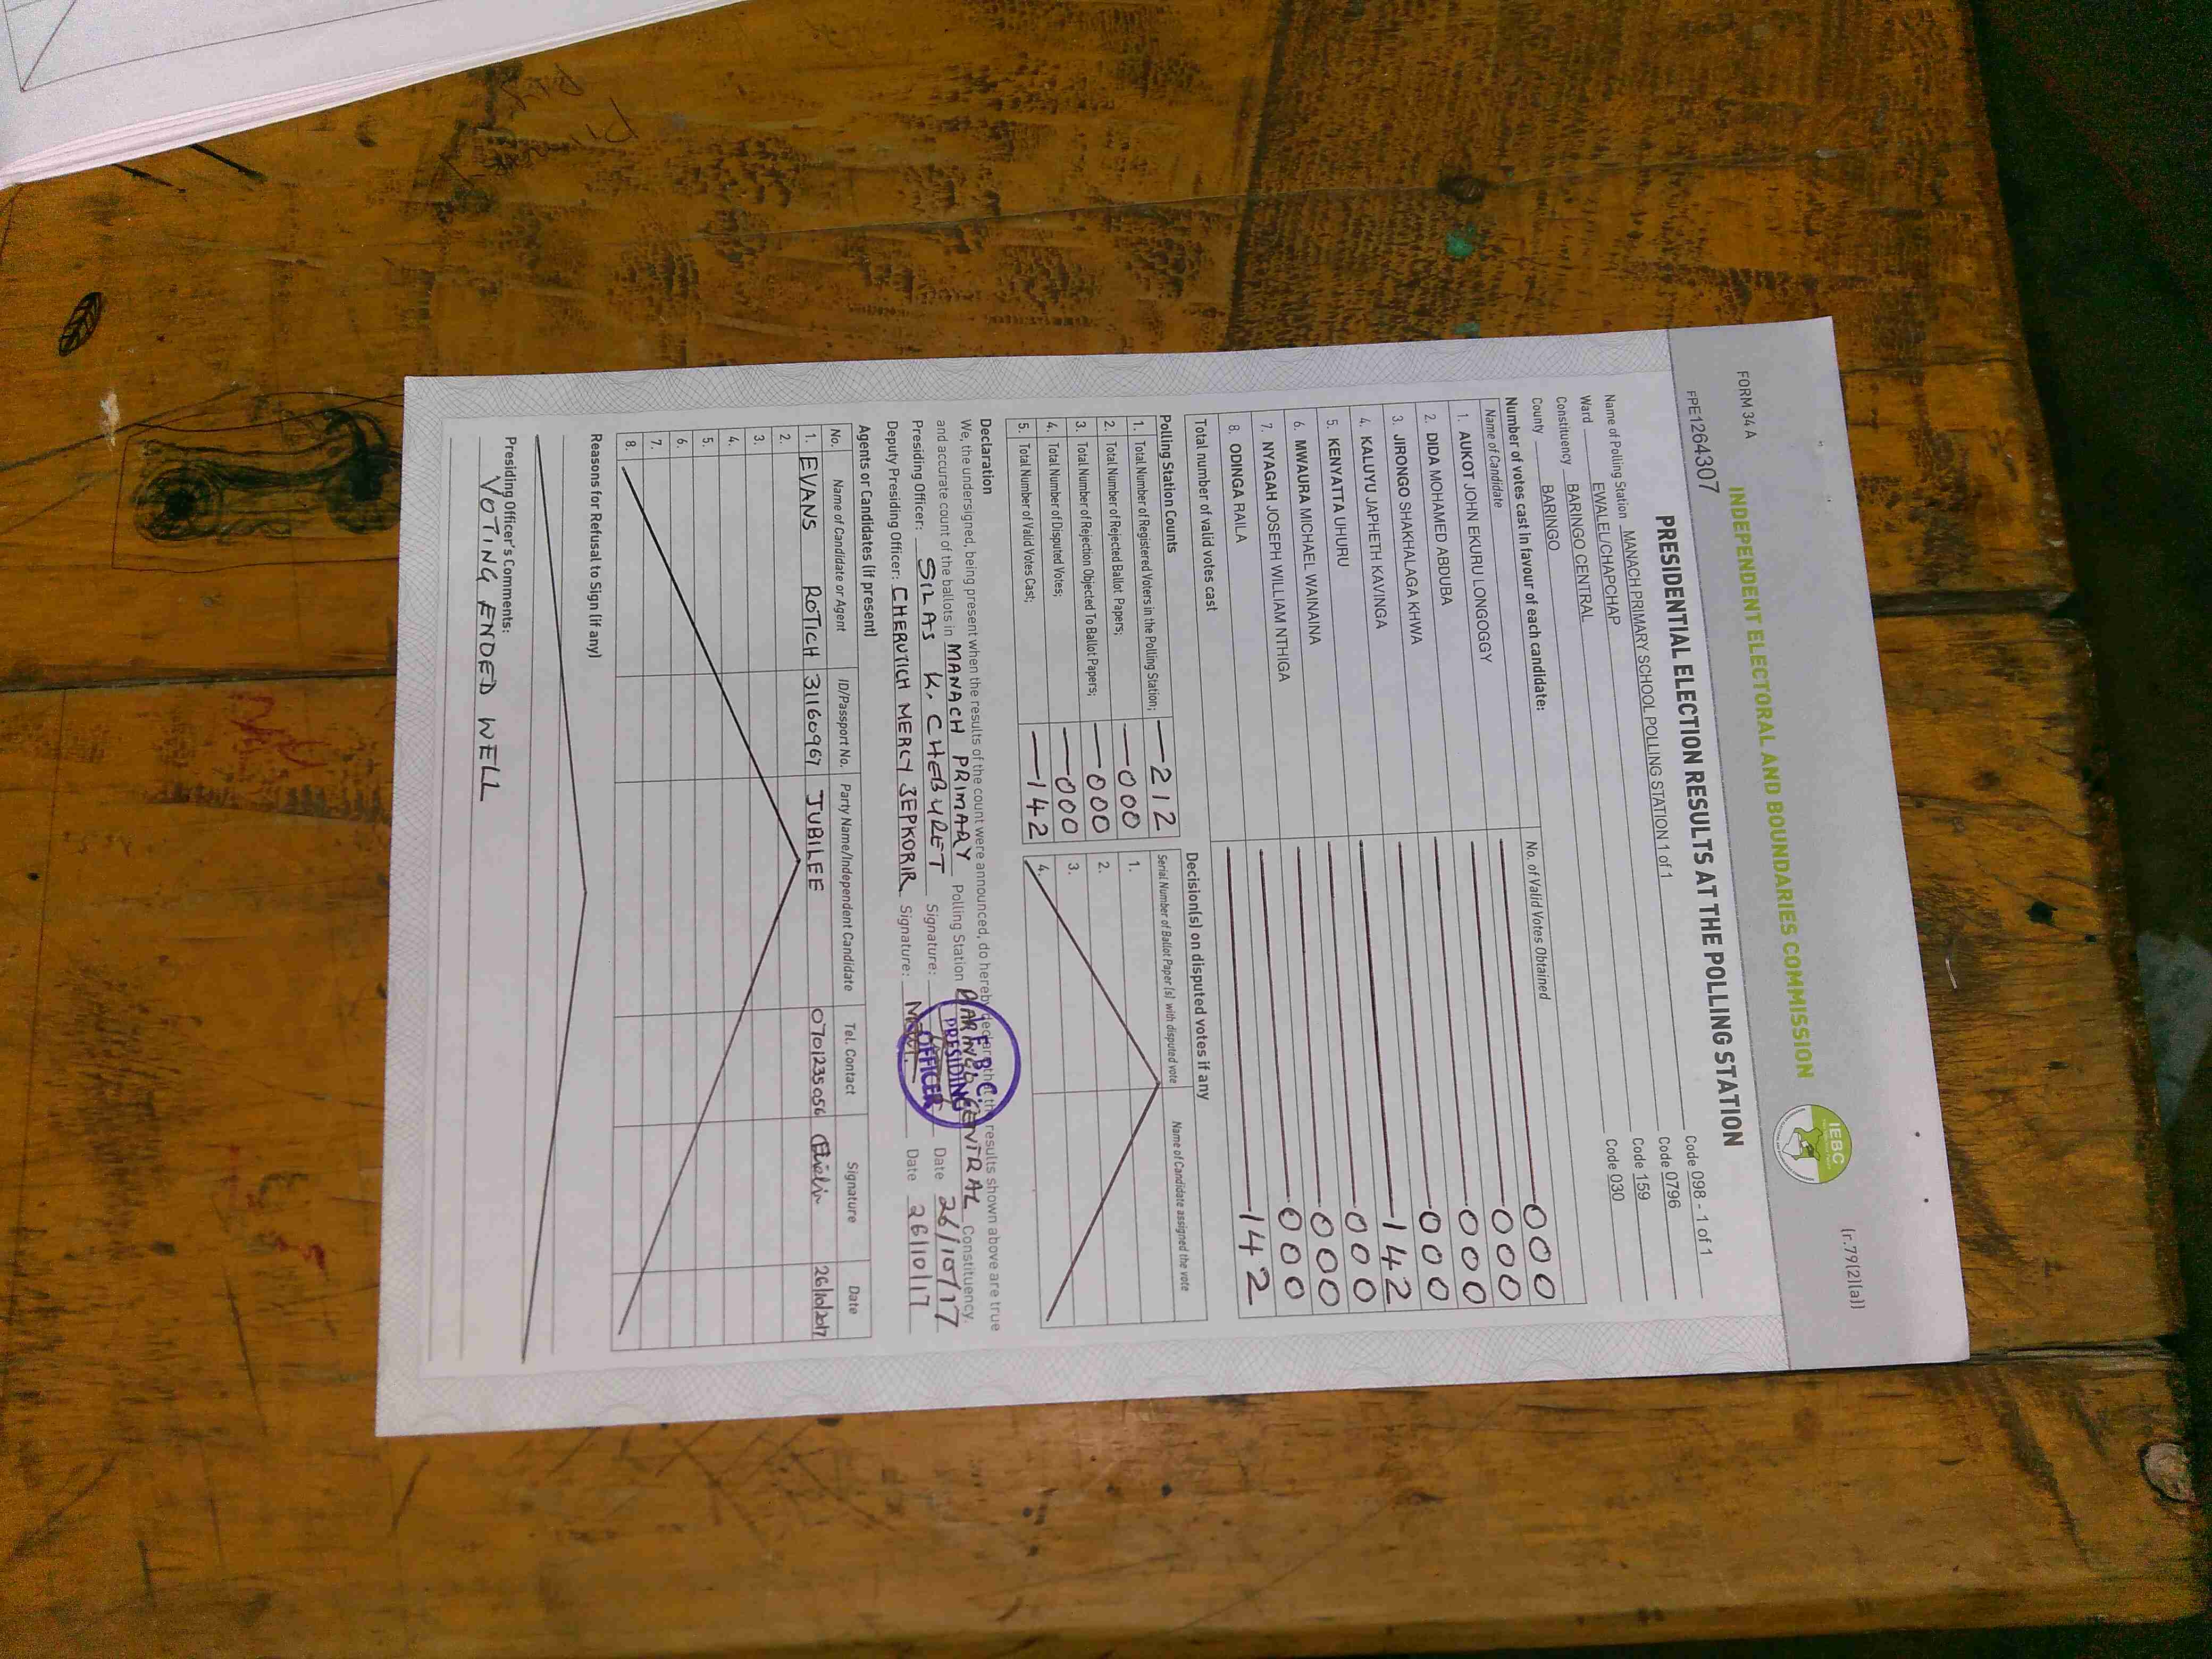 FORM 34 A
(r.79(2)(a))
INDEPENDENT ELECTORAL AND BOUNDARIES COMMISSION
IEBC
FPE1264307
PRESIDENTIAL ELECTION RESULTS AT THE POLLING STATION
Name of Polling Station MANACH PRIMARY SCHOOL POLLING STATION 1 of 1 Code 098 - 1 of 1
Ward EWALEL/CHAPCHAP Code 0796
Constituency BARINGO CENTRAL Code 159
County BARINGO Code 030
Number of votes cast in favour of each candidate:
Name of Candidate No. of Valid Votes Obtained
1. AUKOT JOHN EKURU LONGOGGY 000
2. DIDA MOHAMED ABDUBA 000
3. JIRONGO SHAKHALAGA KHWA 000
4. KALUYU JAPHETH KAVINGA 000
5. KENYATTA UHURU 142
6. MWAURA MICHAEL WAINAINA 000
7. NYAGAH JOSEPH WILLIAM NTHIGA 000
8. ODINGA RAILA 000
Total number of valid votes cast 142
Polling Station Counts
1. Total Number of Registered Voters in the Polling Station; 212
2. Total Number of Rejected Ballot Papers; 000
3. Total Number of Rejection Objected To Ballot Papers; 000
4. Total Number of Disputed Votes; 000
5. Total Number of Valid Votes Cast; 142
Decision(s) on disputed votes if any
Serial Number of Ballot Paper (s) with disputed vote Name of Candidate assigned the vote
1.
2.
3.
4.
Declaration
We, the undersigned, being present when the results of the count were announced, do hereby declare that the results shown above are true
and accurate count of the ballots in MANACH PRIMARY Polling Station BARINGO CENTRAL Constituency.
Presiding Officer: SILAS K. CHEBURET Signature: Date 26/10/17
Deputy Presiding Officer: CHERUTICH MERCY JEPKORIR Signature: Date 26/10/17
I.E.B.C.
PRESIDING
OFFICER
Agents or Candidates (if present)
No. Name of Candidate or Agent ID/Passport No. Party Name/Independent Candidate Tel. Contact Signature Date
1. EVANS ROTICH 31160967 JUBILEE 0701235056 26/10/2017
2.
3.
4.
5.
6.
7.
8.
Reasons for Refusal to Sign (if any)
Presiding Officer's Comments:
VOTING ENDED WELL